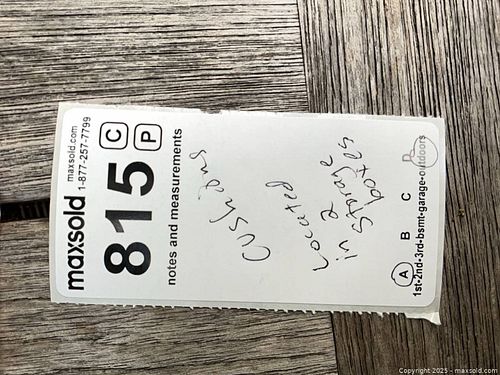 maxsold maxsold.com
1-877-257-7799
815 C P
notes and measurements
cushions
Located
in 2
storage
boxes
A B C D
1st-2nd-3rd-bsmt-garage-outdoors
Copyright 2025 - maxsold.com